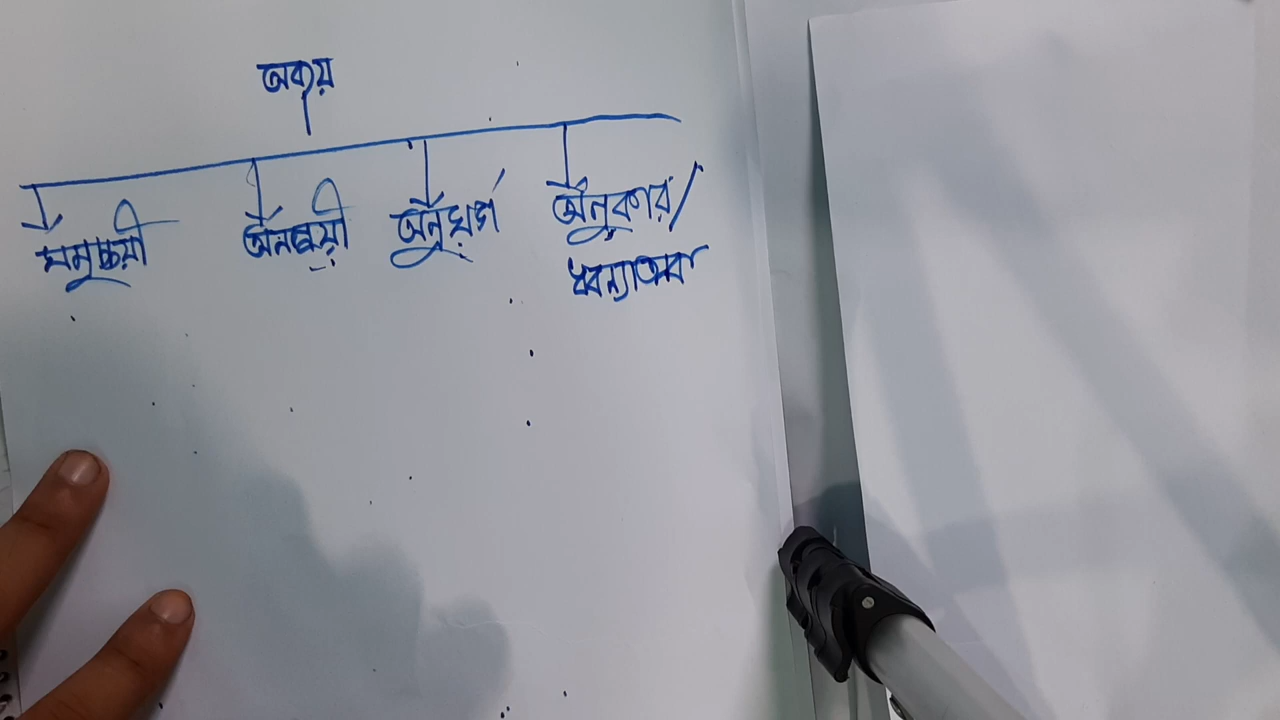 অব্যয়
সমুচ্চয়ী অনন্বয়ী অনুসর্গ অনুকার/
ধ্বন্যাত্মক